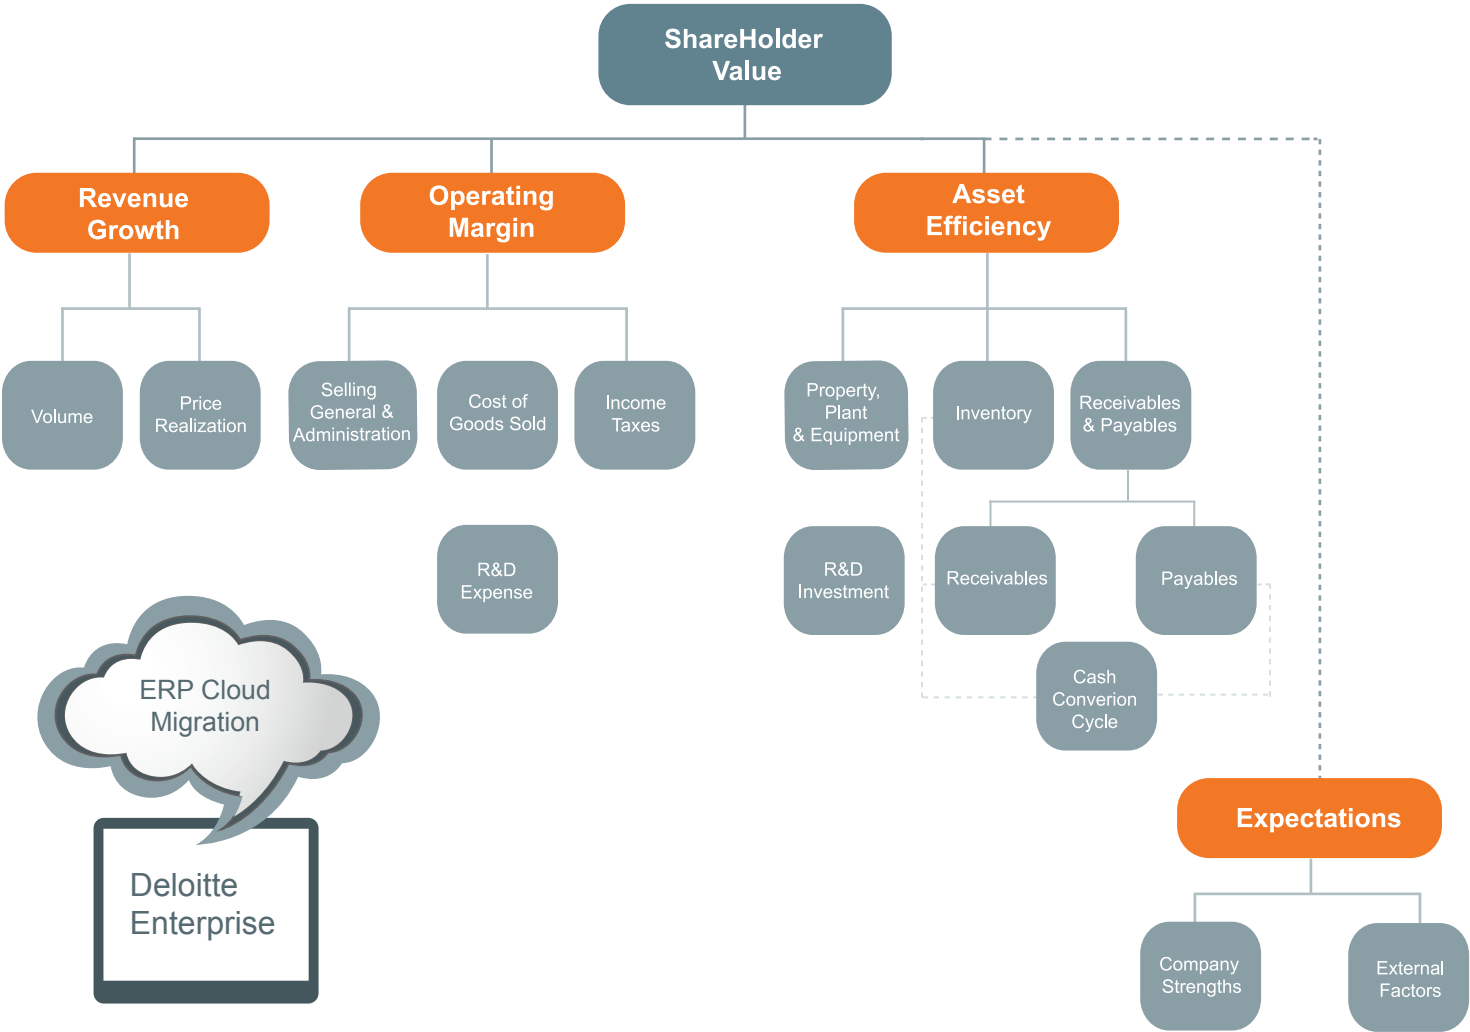 ShareHolder
Value
Revenue
Growth
Operating
Margin
Asset
Efficiency
Volume
Price
Realization
Selling
General &
Administration
Cost of
Goods Sold
Income
Taxes
Property,
Plant
& Equipment
Inventory
Receivables
& Payables
R&D
Expense
R&D
Investment
Receivables
Payables
Cash
Converion
Cycle
ERP Cloud
Migration
Deloitte
Enterprise
Expectations
Company
Strengths
External
Factors